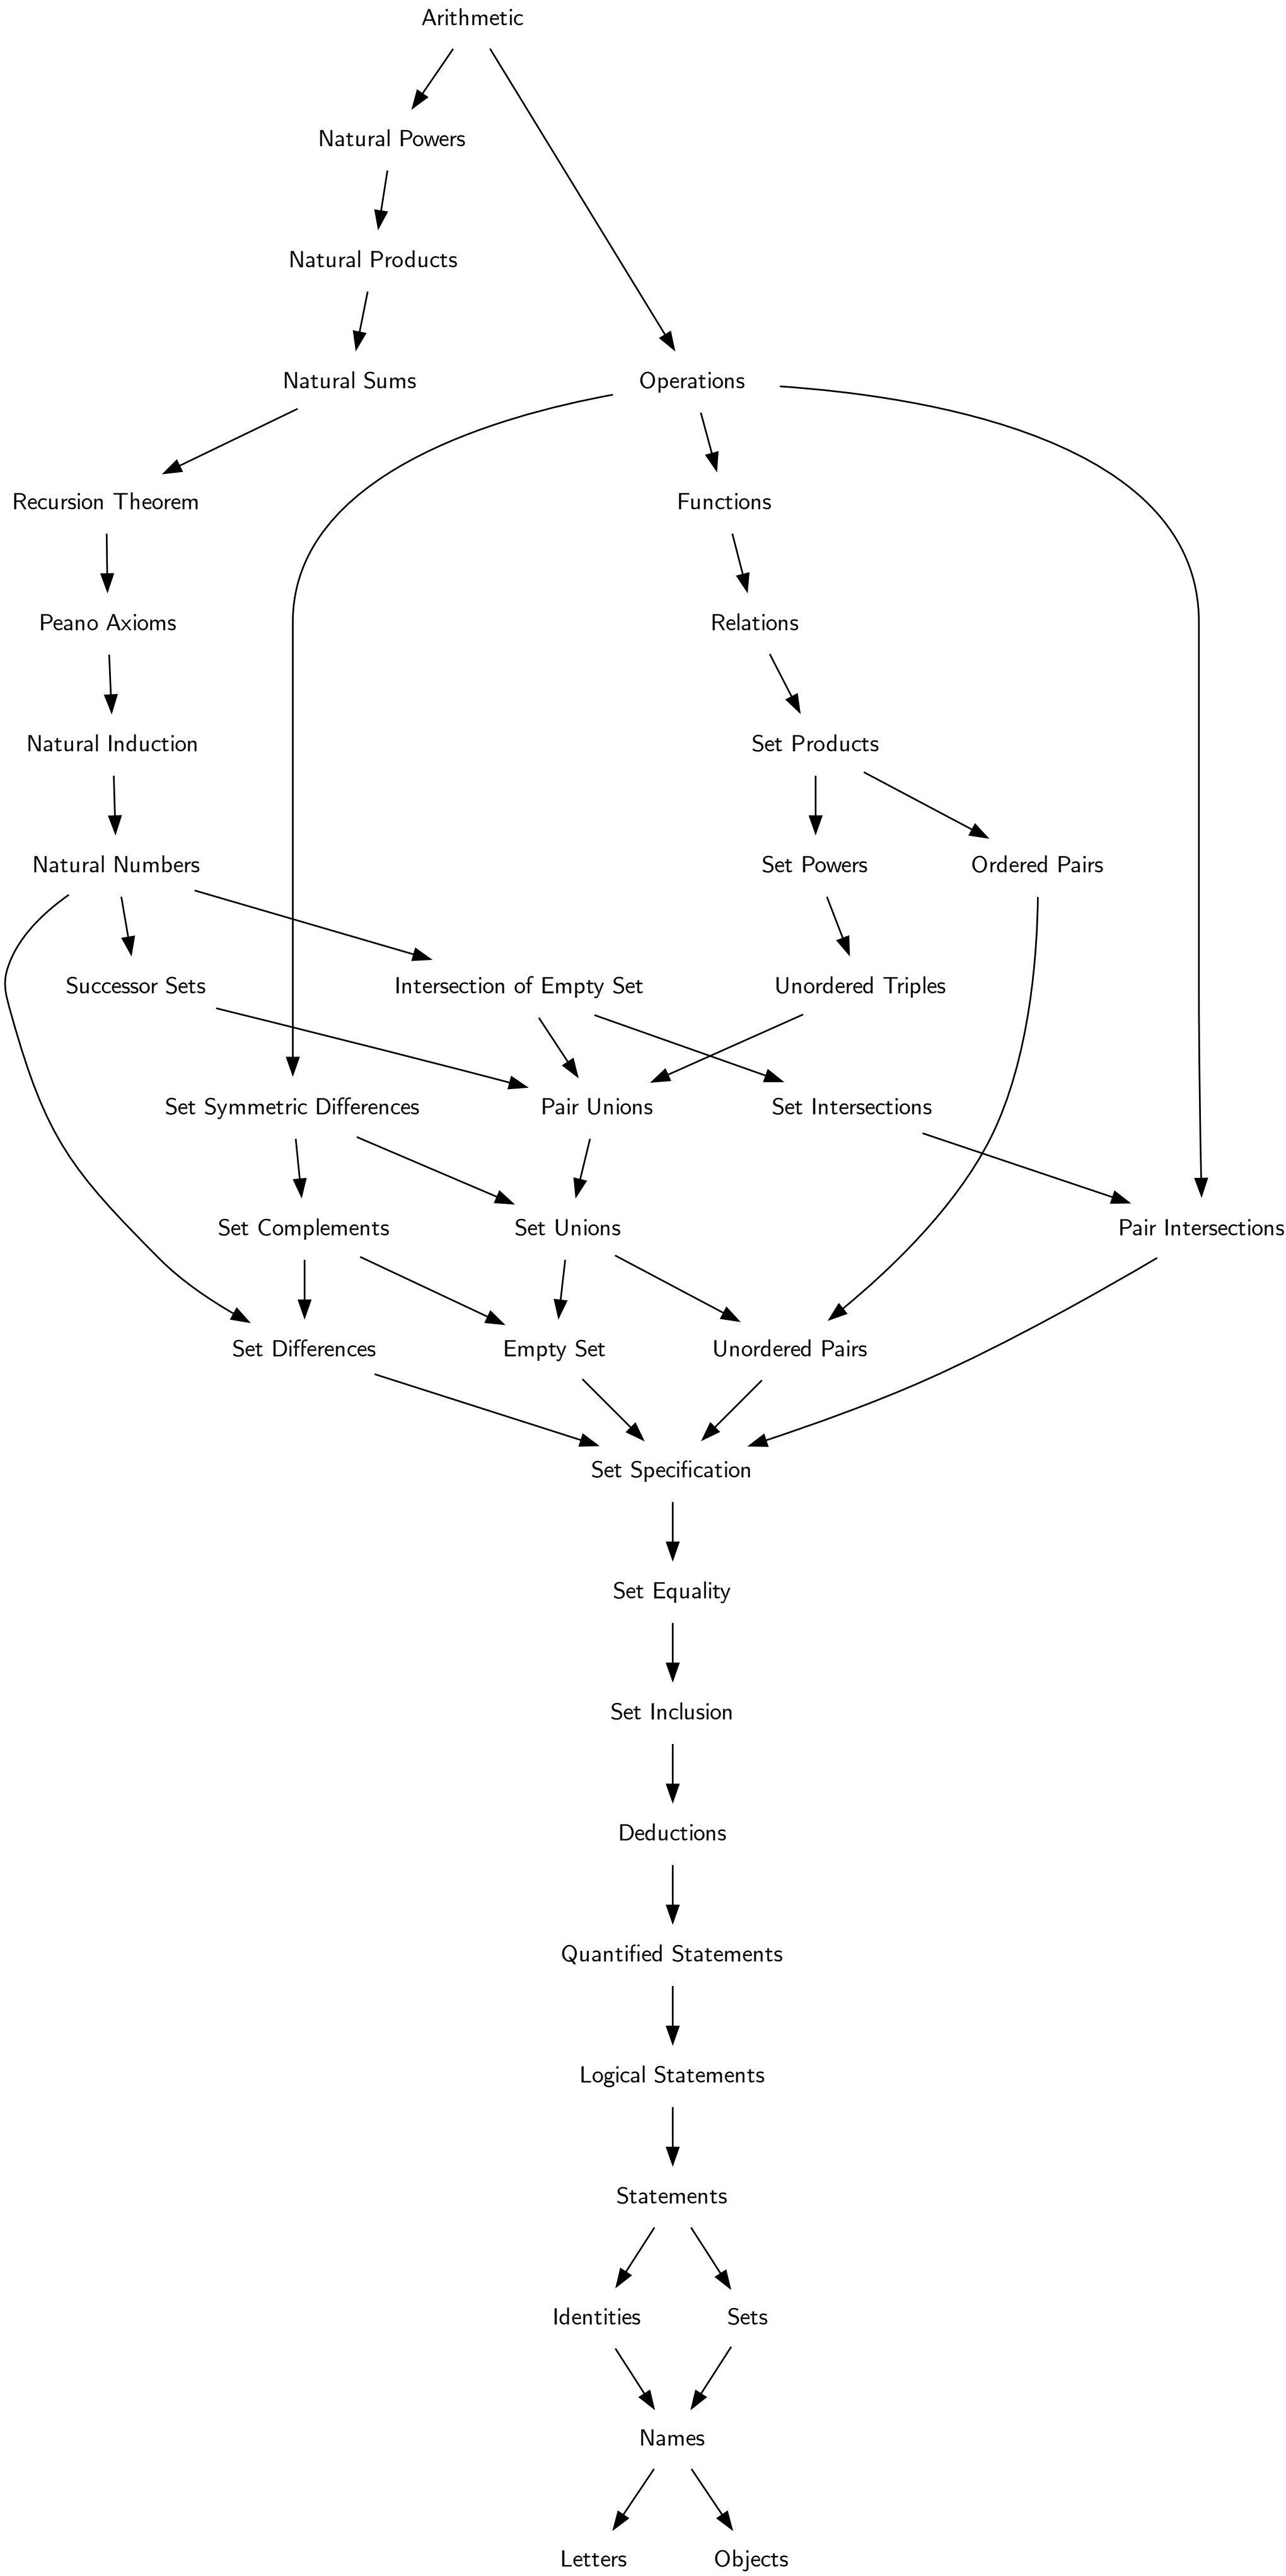 Arithmetic
Natural Powers
Natural Products
Natural Sums
Operations
Recursion Theorem
Functions
Peano Axioms
Relations
Natural Induction
Set Products
Natural Numbers
Set Powers
Ordered Pairs
Successor Sets
Intersection of Empty Set
Unordered Triples
Set Symmetric Differences
Pair Unions
Set Intersections
Set Complements
Set Unions
Pair Intersections
Set Differences
Empty Set
Unordered Pairs
Set Specification
Set Equality
Set Inclusion
Deductions
Quantified Statements
Logical Statements
Statements
Identities
Sets
Names
Letters
Objects